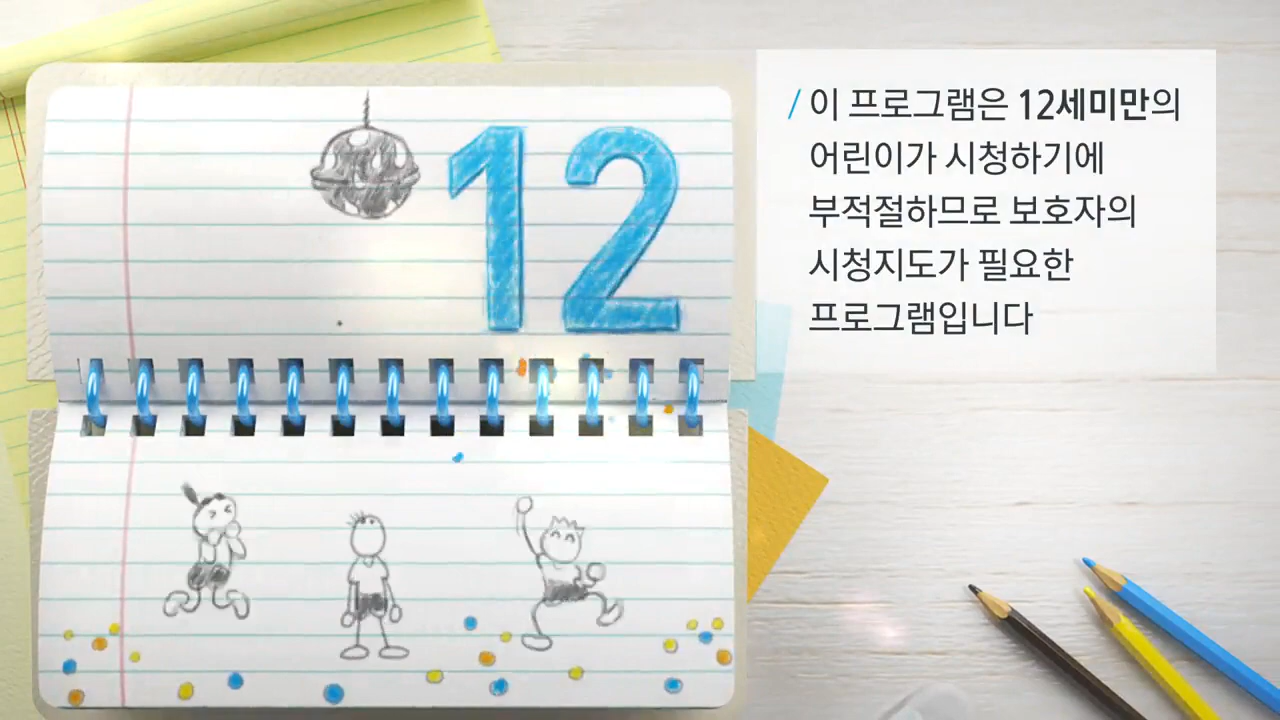 12
/ 이 프로그램은 12세미만의
어린이가 시청하기에
부적절하므로 보호자의
시청지도가 필요한
프로그램입니다